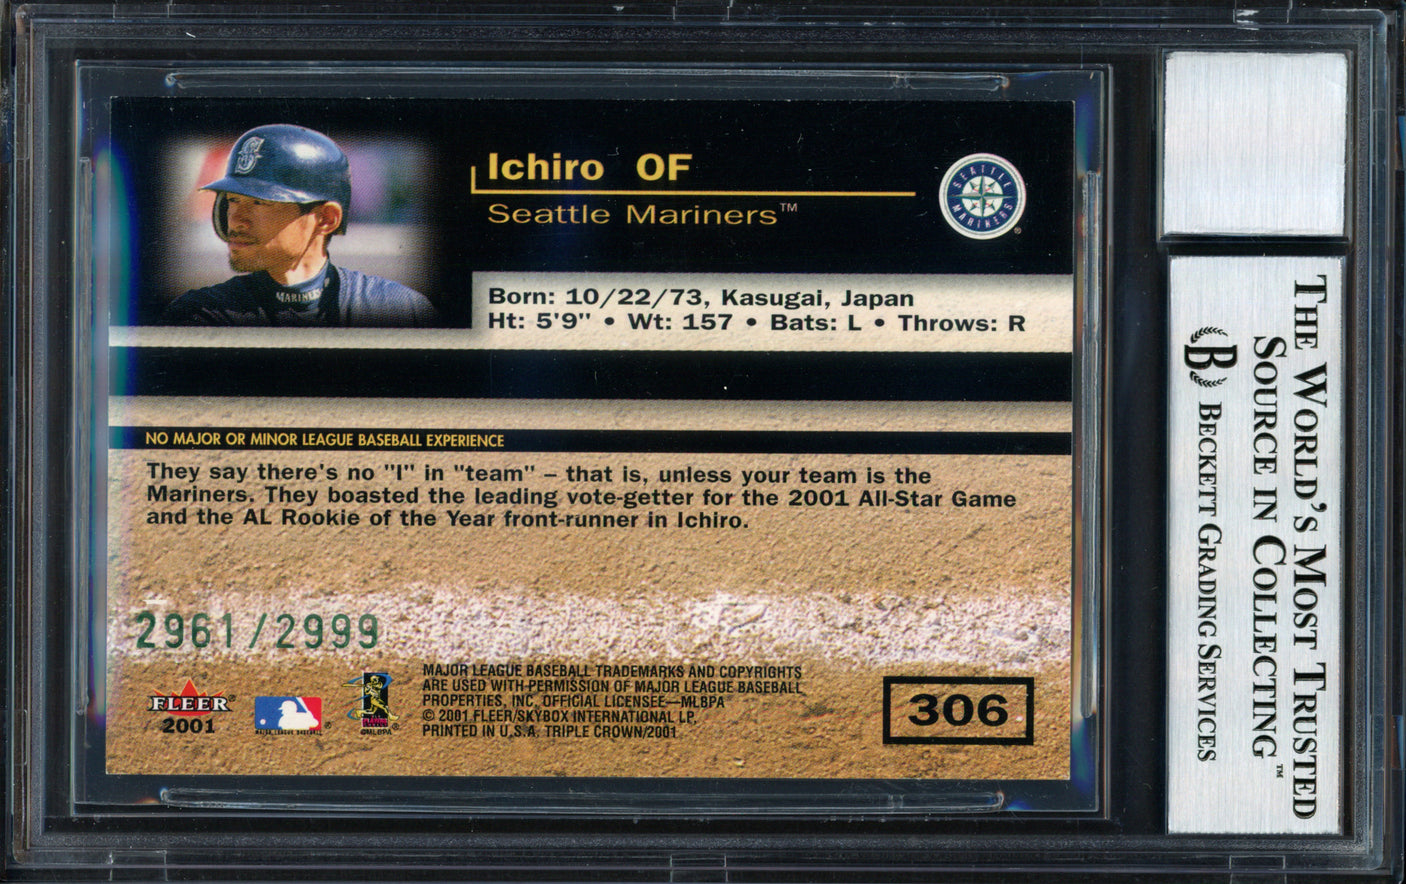 Ichiro OF
Seattle Mariners™
SEATTLE MARINERS ®
MARINE
Born: 10/22/73, Kasugai, Japan
Ht: 5'9" • Wt: 157 • Bats: L • Throws: R
NO MAJOR OR MINOR LEAGUE BASEBALL EXPERIENCE
They say there's no "I" in "team" – that is, unless your team is the
Mariners. They boasted the leading vote-getter for the 2001 All-Star Game
and the AL Rookie of the Year front-runner in Ichiro.
2961/2999
FLEER®
2001
MAJOR LEAGUE BASEBALL ®
©MLBPA
MAJOR LEAGUE BASEBALL TRADEMARKS AND COPYRIGHTS
ARE USED WITH PERMISSION OF MAJOR LEAGUE BASEBALL
PROPERTIES, INC. OFFICIAL LICENSEE—MLBPA
© 2001 FLEER/SKYBOX INTERNATIONAL LP.
PRINTED IN U.S.A. TRIPLE CROWN/2001
306
THE WORLD'S MOST TRUSTED
SOURCE IN COLLECTING™
B BECKETT GRADING SERVICES